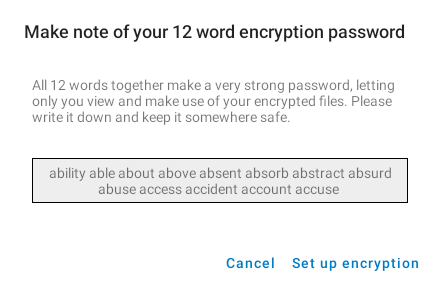 Make note of your 12 word encryption password
All 12 words together make a very strong password, letting
only you view and make use of your encrypted files. Please
write it down and keep it somewhere safe.
ability able about above absent absorb abstract absurd
abuse access accident account accuse
Cancel Set up encryption